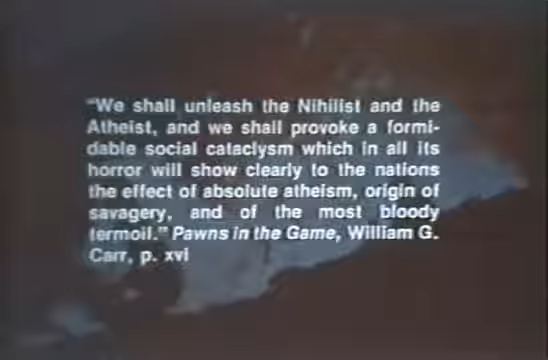 "We shall unleash the Nihilist and the
Atheist, and we shall provoke a formi-
dable social cataclysm which in all its
horror will show clearly to the nations
the effect of absolute atheism, origin of
savagery, and of the most bloody
termoil." Pawns in the Game, William G.
Carr, p. xvi